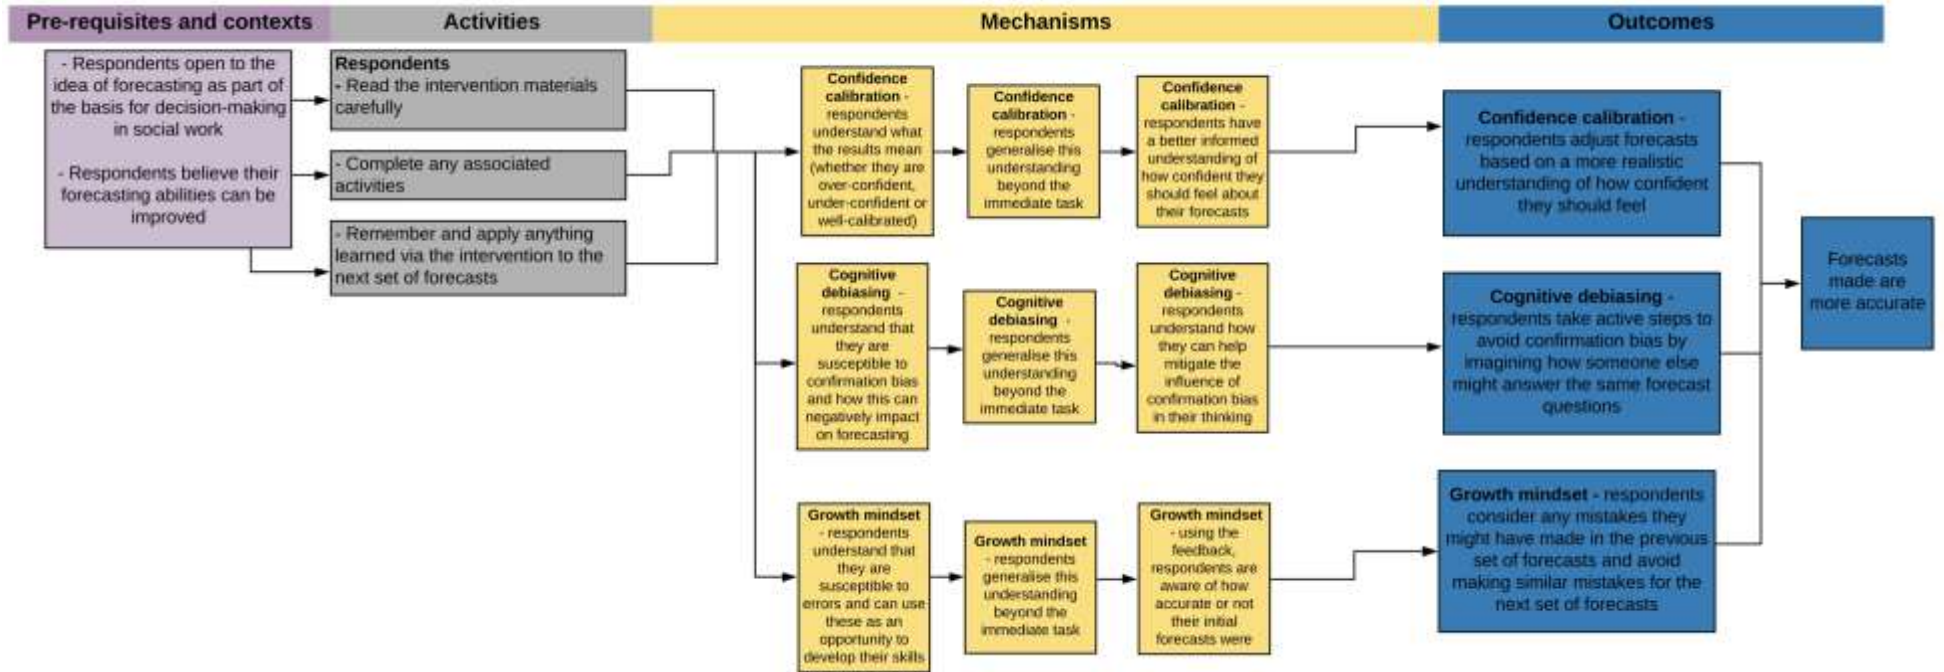 Pre-requisites and contexts
Activities
Mechanisms
Outcomes
- Respondents open to the
idea of forecasting as part of
the basis for decision-making
in social work
- Respondents believe their
forecasting abilities can be
improved
Respondents
- Read the intervention materials
carefully
- Complete any associated
activities
- Remember and apply anything
learned via the intervention to the
next set of forecasts
Confidence
calibration -
respondents
understand what
the results mean
(whether they are
over-confident,
under-confident or
well-calibrated)
Confidence
calibration -
respondents
generalise this
understanding
beyond the
immediate task
Confidence
calibration -
respondents have
a better informed
understanding of
how confident they
should feel about
their forecasts
Confidence calibration -
respondents adjust forecasts
based on a more realistic
understanding of how confident
they should feel
Cognitive
debiasing -
respondents
understand that
they are
susceptible to
confirmation bias
and how this can
negatively impact
on forecasting
Cognitive
debiasing -
respondents
generalise this
understanding
beyond the
immediate task
Cognitive
debiasing -
respondents
understand how
they can help
mitigate the
influence of
confirmation bias
in their thinking
Cognitive debiasing -
respondents take active steps to
avoid confirmation bias by
imagining how someone else
might answer the same forecast
questions
Growth mindset
- respondents
understand that
they are
susceptible to
errors and can use
these as an
opportunity to
develop their skills
Growth mindset
- respondents
generalise this
understanding
beyond the
immediate task
Growth mindset
- using the
feedback,
respondents are
aware of how
accurate or not
their initial
forecasts were
Growth mindset - respondents
consider any mistakes they
might have made in the previous
set of forecasts and avoid
making similar mistakes for the
next set of forecasts
Forecasts
made are
more accurate